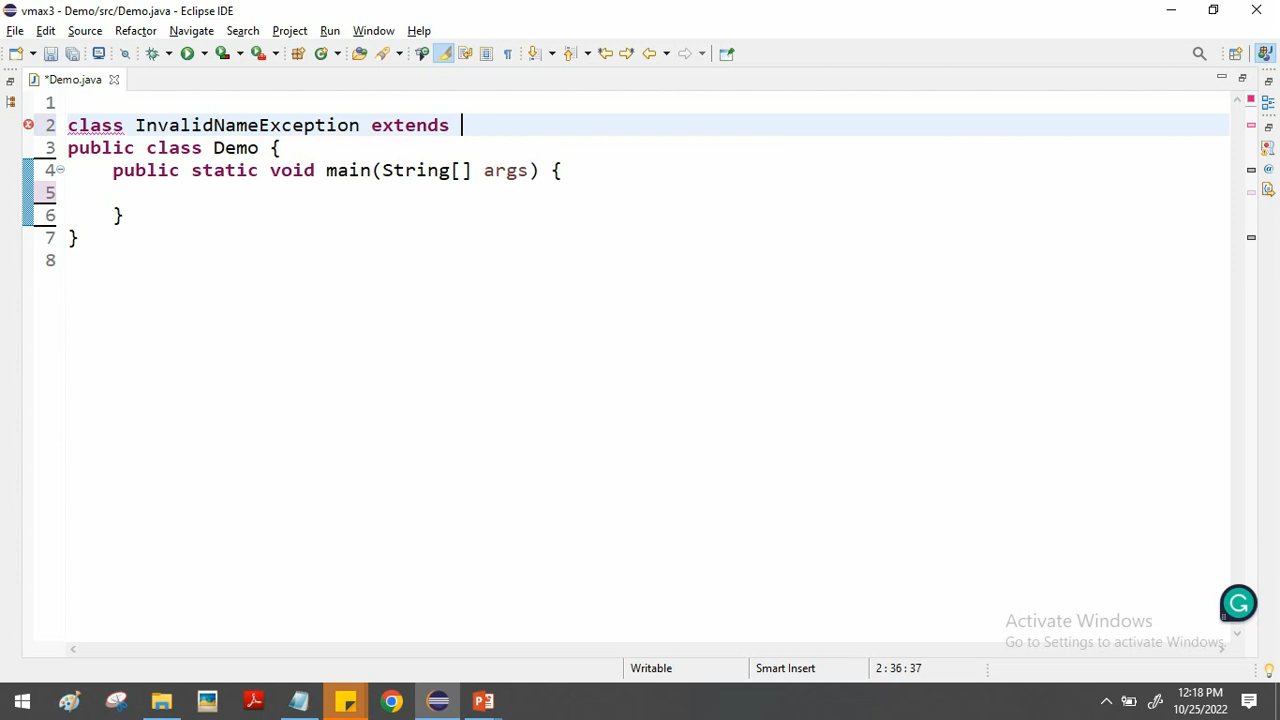 vmax3 - Demo/src/Demo.java - Eclipse IDE
File Edit Source Refactor Navigate Search Project Run Window Help
*Demo.java
1
2 class InvalidNameException extends
3 public class Demo {
4 public static void main(String[] args) {
5
6 }
7 }
8
Activate Windows
Go to Settings to activate Windows.
Writable Smart Insert 2 : 36 : 37
12:18 PM
10/25/2022